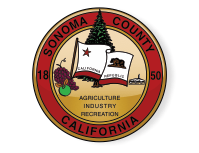 SONOMA COUNTY
18 50
CALIFORNIA
REPUBLIC
AGRICULTURE
INDUSTRY
RECREATION
CALIFORNIA